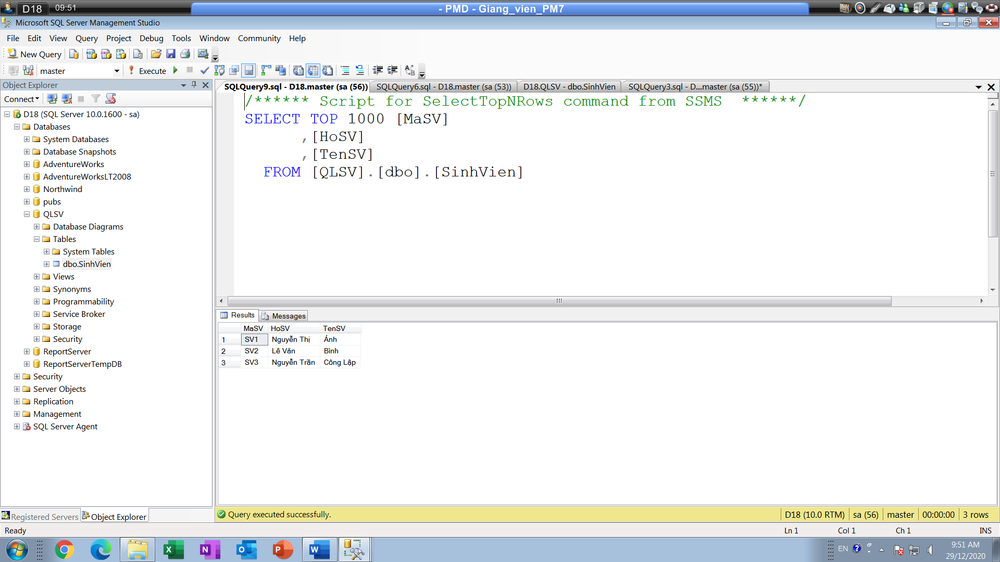 D18
09:51
- PMD - Giang_vien_PM7
Microsoft SQL Server Management Studio
File Edit View Query Project Debug Tools Window Community Help
New Query
master
Execute
Object Explorer
Connect
D18 (SQL Server 10.0.1600 - sa)
Databases
System Databases
Database Snapshots
AdventureWorks
AdventureWorksLT2008
Northwind
pubs
QLSV
Database Diagrams
Tables
System Tables
dbo.SinhVien
Views
Synonyms
Programmability
Service Broker
Storage
Security
ReportServer
ReportServerTempDB
Security
Server Objects
Replication
Management
SQL Server Agent
Registered Servers
Object Explorer
SQLQuery9.sql - D18.master (sa (56))
SQLQuery6.sql - D18.master (sa (53))
D18.QLSV - dbo.SinhVien
SQLQuery3.sql - D....master (sa (55))*
/****** Script for SelectTopNRows command from SSMS  ******/
SELECT TOP 1000 [MaSV]
,[HoSV]
,[TenSV]
FROM [QLSV].[dbo].[SinhVien]
Results
Messages
MaSV HoSV TenSV
1 SV1 Nguyễn Thị Ánh
2 SV2 Lê Văn Bình
3 SV3 Nguyễn Trần Công Lập
Query executed successfully.
D18 (10.0 RTM)
sa (56)
master
00:00:00
3 rows
Ready
Ln 1
Col 1
Ch 1
INS
EN
9:51 AM
29/12/2020